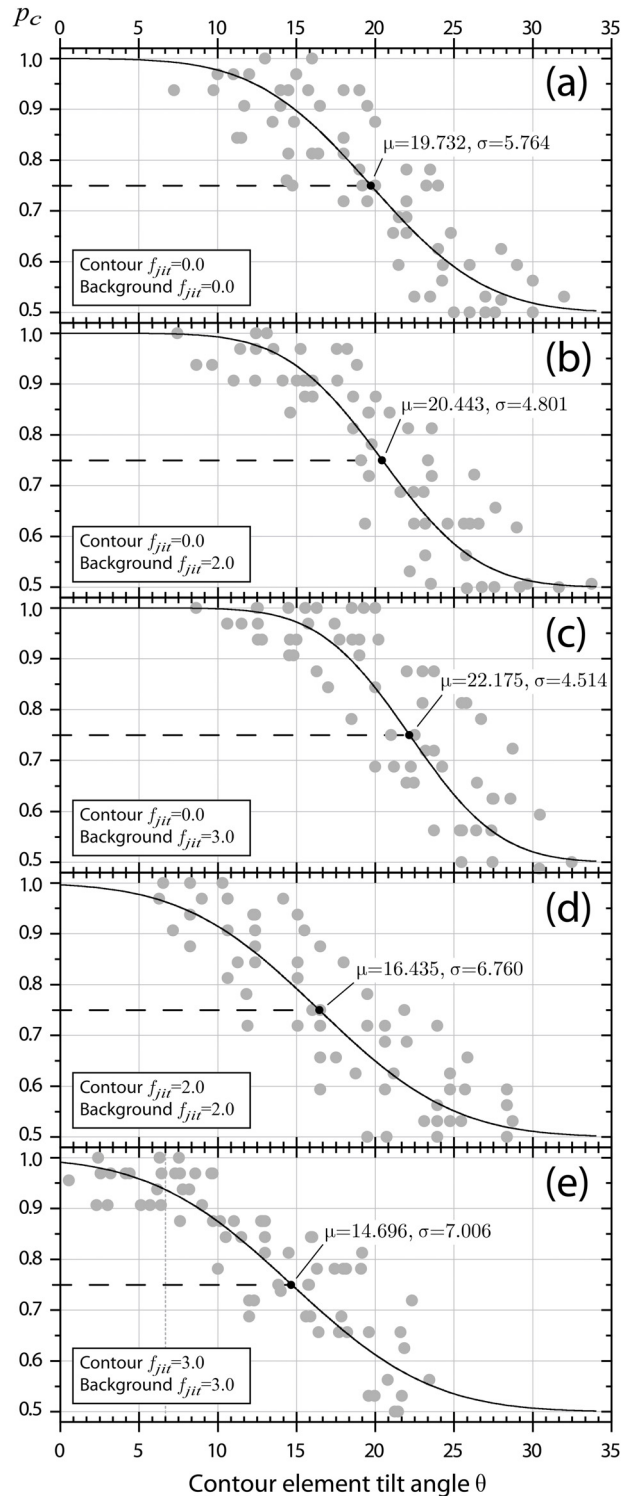 p_c
0 5 10 15 20 25 30 35
1.0
(a)
0.9
μ=19.732, σ=5.764
0.8
0.7
Contour f_jit=0.0
0.6
Background f_jit=0.0
0.5
1.0
(b)
0.9
μ=20.443, σ=4.801
0.8
0.7
Contour f_jit=0.0
0.6
Background f_jit=2.0
0.5
1.0
(c)
0.9
μ=22.175, σ=4.514
0.8
0.7
Contour f_jit=0.0
0.6
Background f_jit=3.0
0.5
1.0
(d)
0.9
μ=16.435, σ=6.760
0.8
0.7
Contour f_jit=2.0
0.6
Background f_jit=2.0
0.5
1.0
(e)
0.9
μ=14.696, σ=7.006
0.8
0.7
Contour f_jit=3.0
0.6
Background f_jit=3.0
0.5
0 5 10 15 20 25 30 35
Contour element tilt angle θ